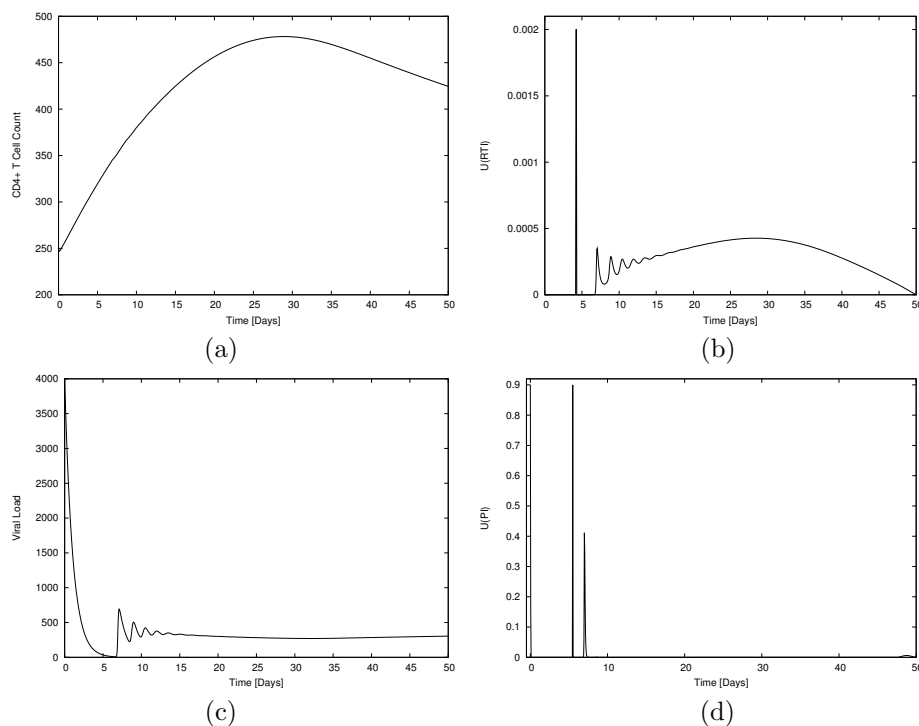 500
450
400
350
300
250
200
CD4+ T Cell Count
0 5 10 15 20 25 30 35 40 45 50
Time [Days]
(a)
0.002
0.0015
0.001
0.0005
0
U(RTI)
0 5 10 15 20 25 30 35 40 45 50
Time [Days]
(b)
4000
3500
3000
2500
2000
1500
1000
500
0
Viral Load
0 5 10 15 20 25 30 35 40 45 50
Time [Days]
(c)
0.9
0.8
0.7
0.6
0.5
0.4
0.3
0.2
0.1
0
U(PI)
0 10 20 30 40 50
Time [Days]
(d)